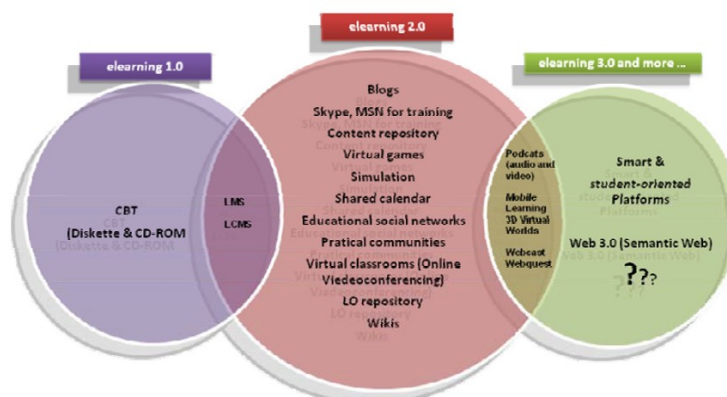 elearning 1.0
elearning 2.0
elearning 3.0 and more ...
CBT
(Diskette & CD-ROM
LMS
LCMS
Blogs
Skype, MSN for training
Content repository
Virtual games
Simulation
Shared calendar
Educational social networks
Pratical communities
Virtual classrooms (Online
Viedeoconferencing)
LO repository
Wikis
Podcats
(audio and
video)
Mobile
Learning
3D Virtual
Worlds
Webcast
Webquest
Smart &
student-oriented
Platforms
Web 3.0 (Semantic Web)
???